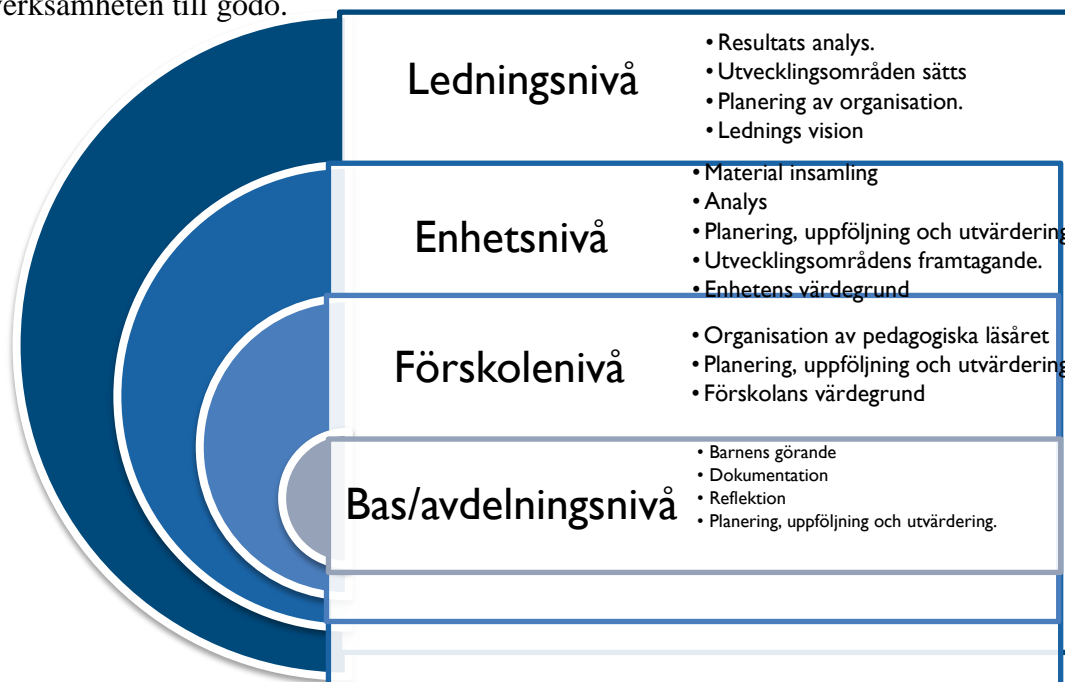 verksamheten till godo.
Ledningsnivå
• Resultats analys.
• Utvecklingsområden sätts
• Planering av organisation.
• Lednings vision
Enhetsnivå
• Material insamling
• Analys
• Planering, uppföljning och utvärdering
• Utvecklingsområdens framtagande.
• Enhetens värdegrund
Förskolenivå
• Organisation av pedagogiska läsåret
• Planering, uppföljning och utvärdering
• Förskolans värdegrund
Bas/avdelningsnivå
• Barnens görande
• Dokumentation
• Reflektion
• Planering, uppföljning och utvärdering.